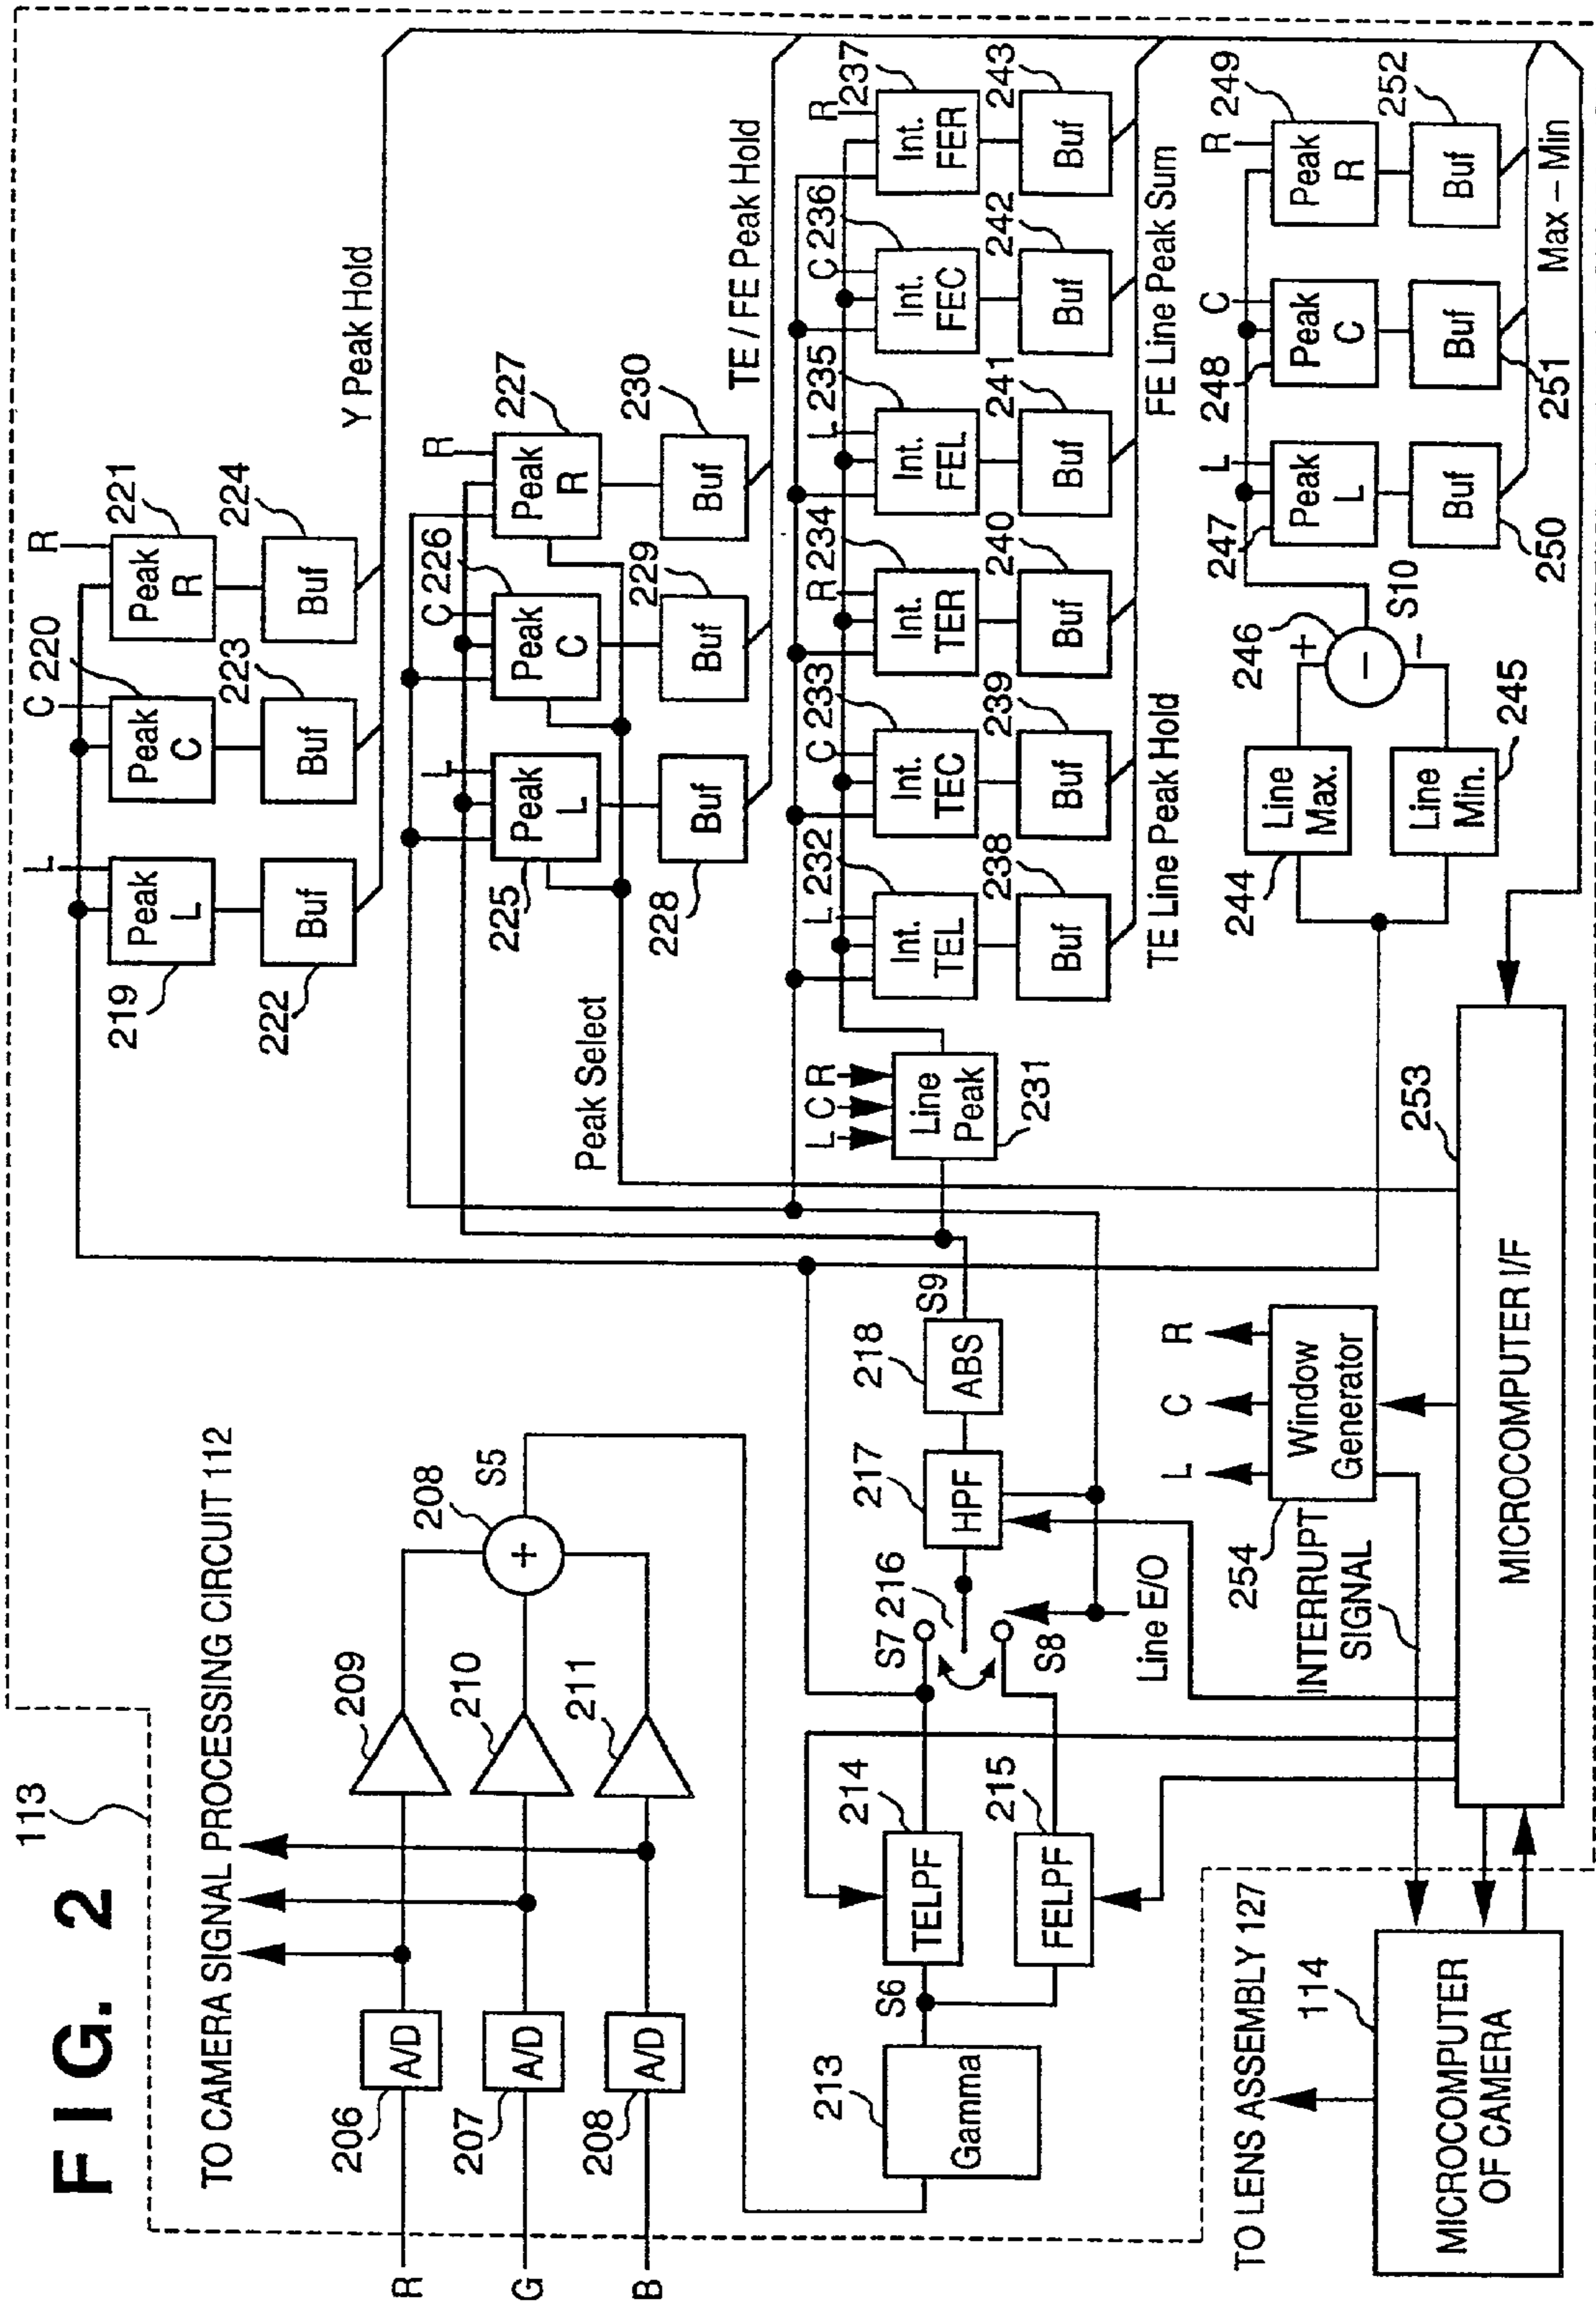 FIG. 2
113
TO CAMERA SIGNAL PROCESSING CIRCUIT 112
R
G
B
206
A/D
207
A/D
208
A/D
209
210
211
208
+
S5
213
Gamma
S6
214
TELPF
215
FELPF
S7
216
S8
Line E/O
217
HPF
218
ABS
S9
L
C
R
219
Peak
L
220
Peak
C
221
Peak
R
222
Buf
223
Buf
224
Buf
Y Peak Hold
L
C
R
225
Peak
L
226
Peak
C
227
Peak
R
228
Buf
229
Buf
230
Buf
TE / FE Peak Hold
Peak Select
L C R
Line
Peak
231
L
232
Int.
TEL
C
233
Int.
TEC
R
234
Int.
TER
L
235
Int.
FEL
C
236
Int.
FEC
R
237
Int.
FER
238
Buf
239
Buf
240
Buf
241
Buf
242
Buf
243
Buf
TE Line Peak Hold
FE Line Peak Sum
244
Line
Max.
245
Line
Min.
246
+
−
−
S10
L
C
R
247
Peak
L
248
Peak
C
249
Peak
R
250
Buf
251
Buf
252
Buf
Max – Min
L C R
Window
Generator
254
INTERRUPT
SIGNAL
253
MICROCOMPUTER I/F
TO LENS ASSEMBLY 127
114
MICROCOMPUTER
OF CAMERA